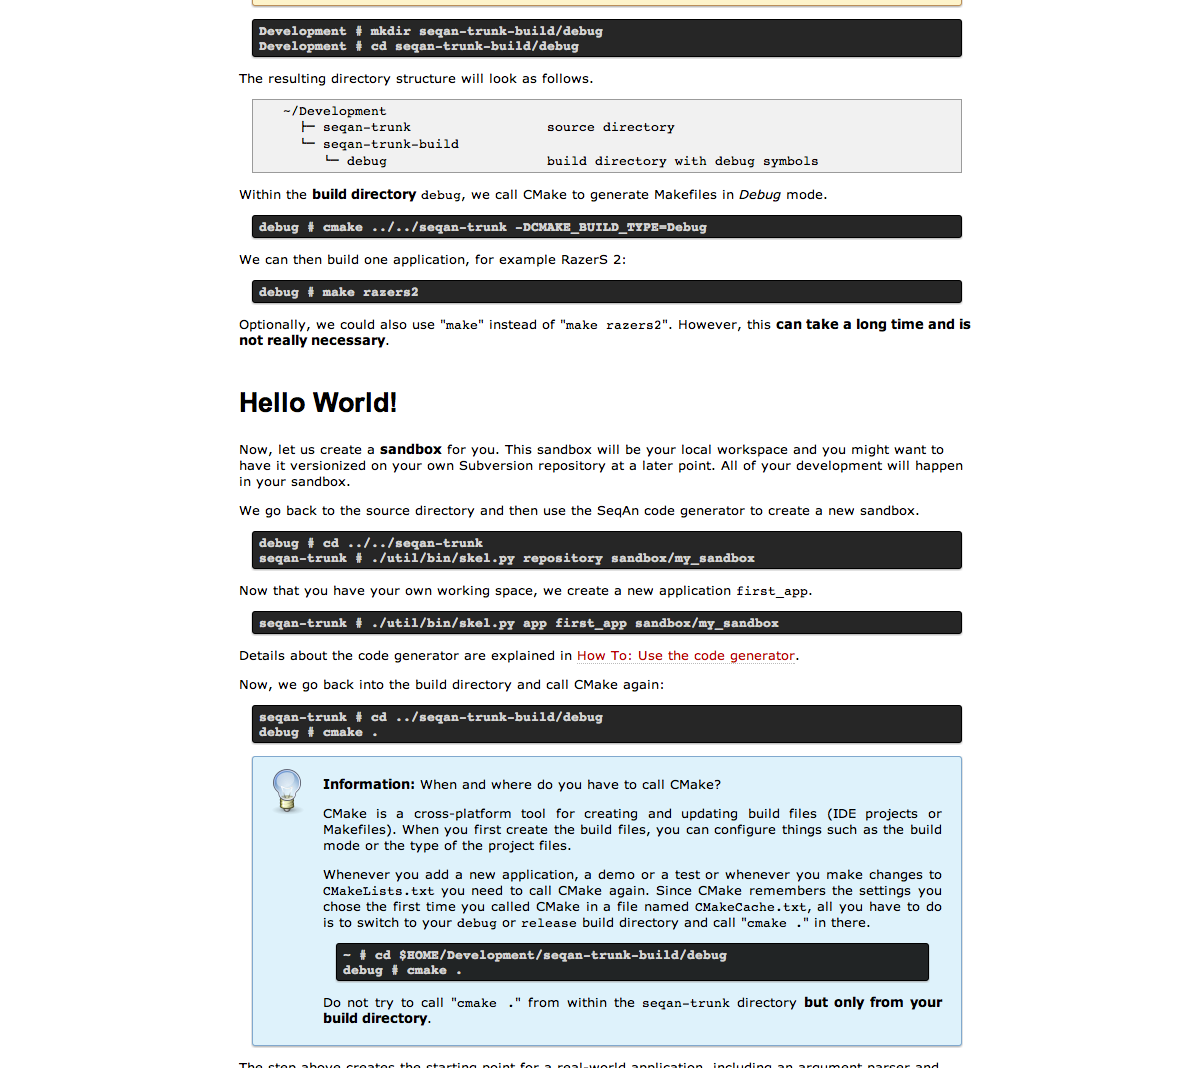 Development # mkdir seqan-trunk-build/debug
Development # cd seqan-trunk-build/debug
The resulting directory structure will look as follows.
~/Development
├─ seqan-trunk source directory
└─ seqan-trunk-build
└─ debug build directory with debug symbols
Within the build directory debug, we call CMake to generate Makefiles in Debug mode.
debug # cmake ../../seqan-trunk -DCMAKE_BUILD_TYPE=Debug
We can then build one application, for example RazerS 2:
debug # make razers2
Optionally, we could also use "make" instead of "make razers2". However, this can take a long time and is
not really necessary.
Hello World!
Now, let us create a sandbox for you. This sandbox will be your local workspace and you might want to
have it versionized on your own Subversion repository at a later point. All of your development will happen
in your sandbox.
We go back to the source directory and then use the SeqAn code generator to create a new sandbox.
debug # cd ../../seqan-trunk
seqan-trunk # ./util/bin/skel.py repository sandbox/my_sandbox
Now that you have your own working space, we create a new application first_app.
seqan-trunk # ./util/bin/skel.py app first_app sandbox/my_sandbox
Details about the code generator are explained in How To: Use the code generator.
Now, we go back into the build directory and call CMake again:
seqan-trunk # cd ../seqan-trunk-build/debug
debug # cmake .
Information: When and where do you have to call CMake?
CMake is a cross-platform tool for creating and updating build files (IDE projects or
Makefiles). When you first create the build files, you can configure things such as the build
mode or the type of the project files.
Whenever you add a new application, a demo or a test or whenever you make changes to
CMakeLists.txt you need to call CMake again. Since CMake remembers the settings you
chose the first time you called CMake in a file named CMakeCache.txt, all you have to do
is to switch to your debug or release build directory and call "cmake ." in there.
~ # cd $HOME/Development/seqan-trunk-build/debug
debug # cmake .
Do not try to call "cmake ." from within the seqan-trunk directory but only from your
build directory.
The step above creates the starting point for a real-world application, including an argument parser and